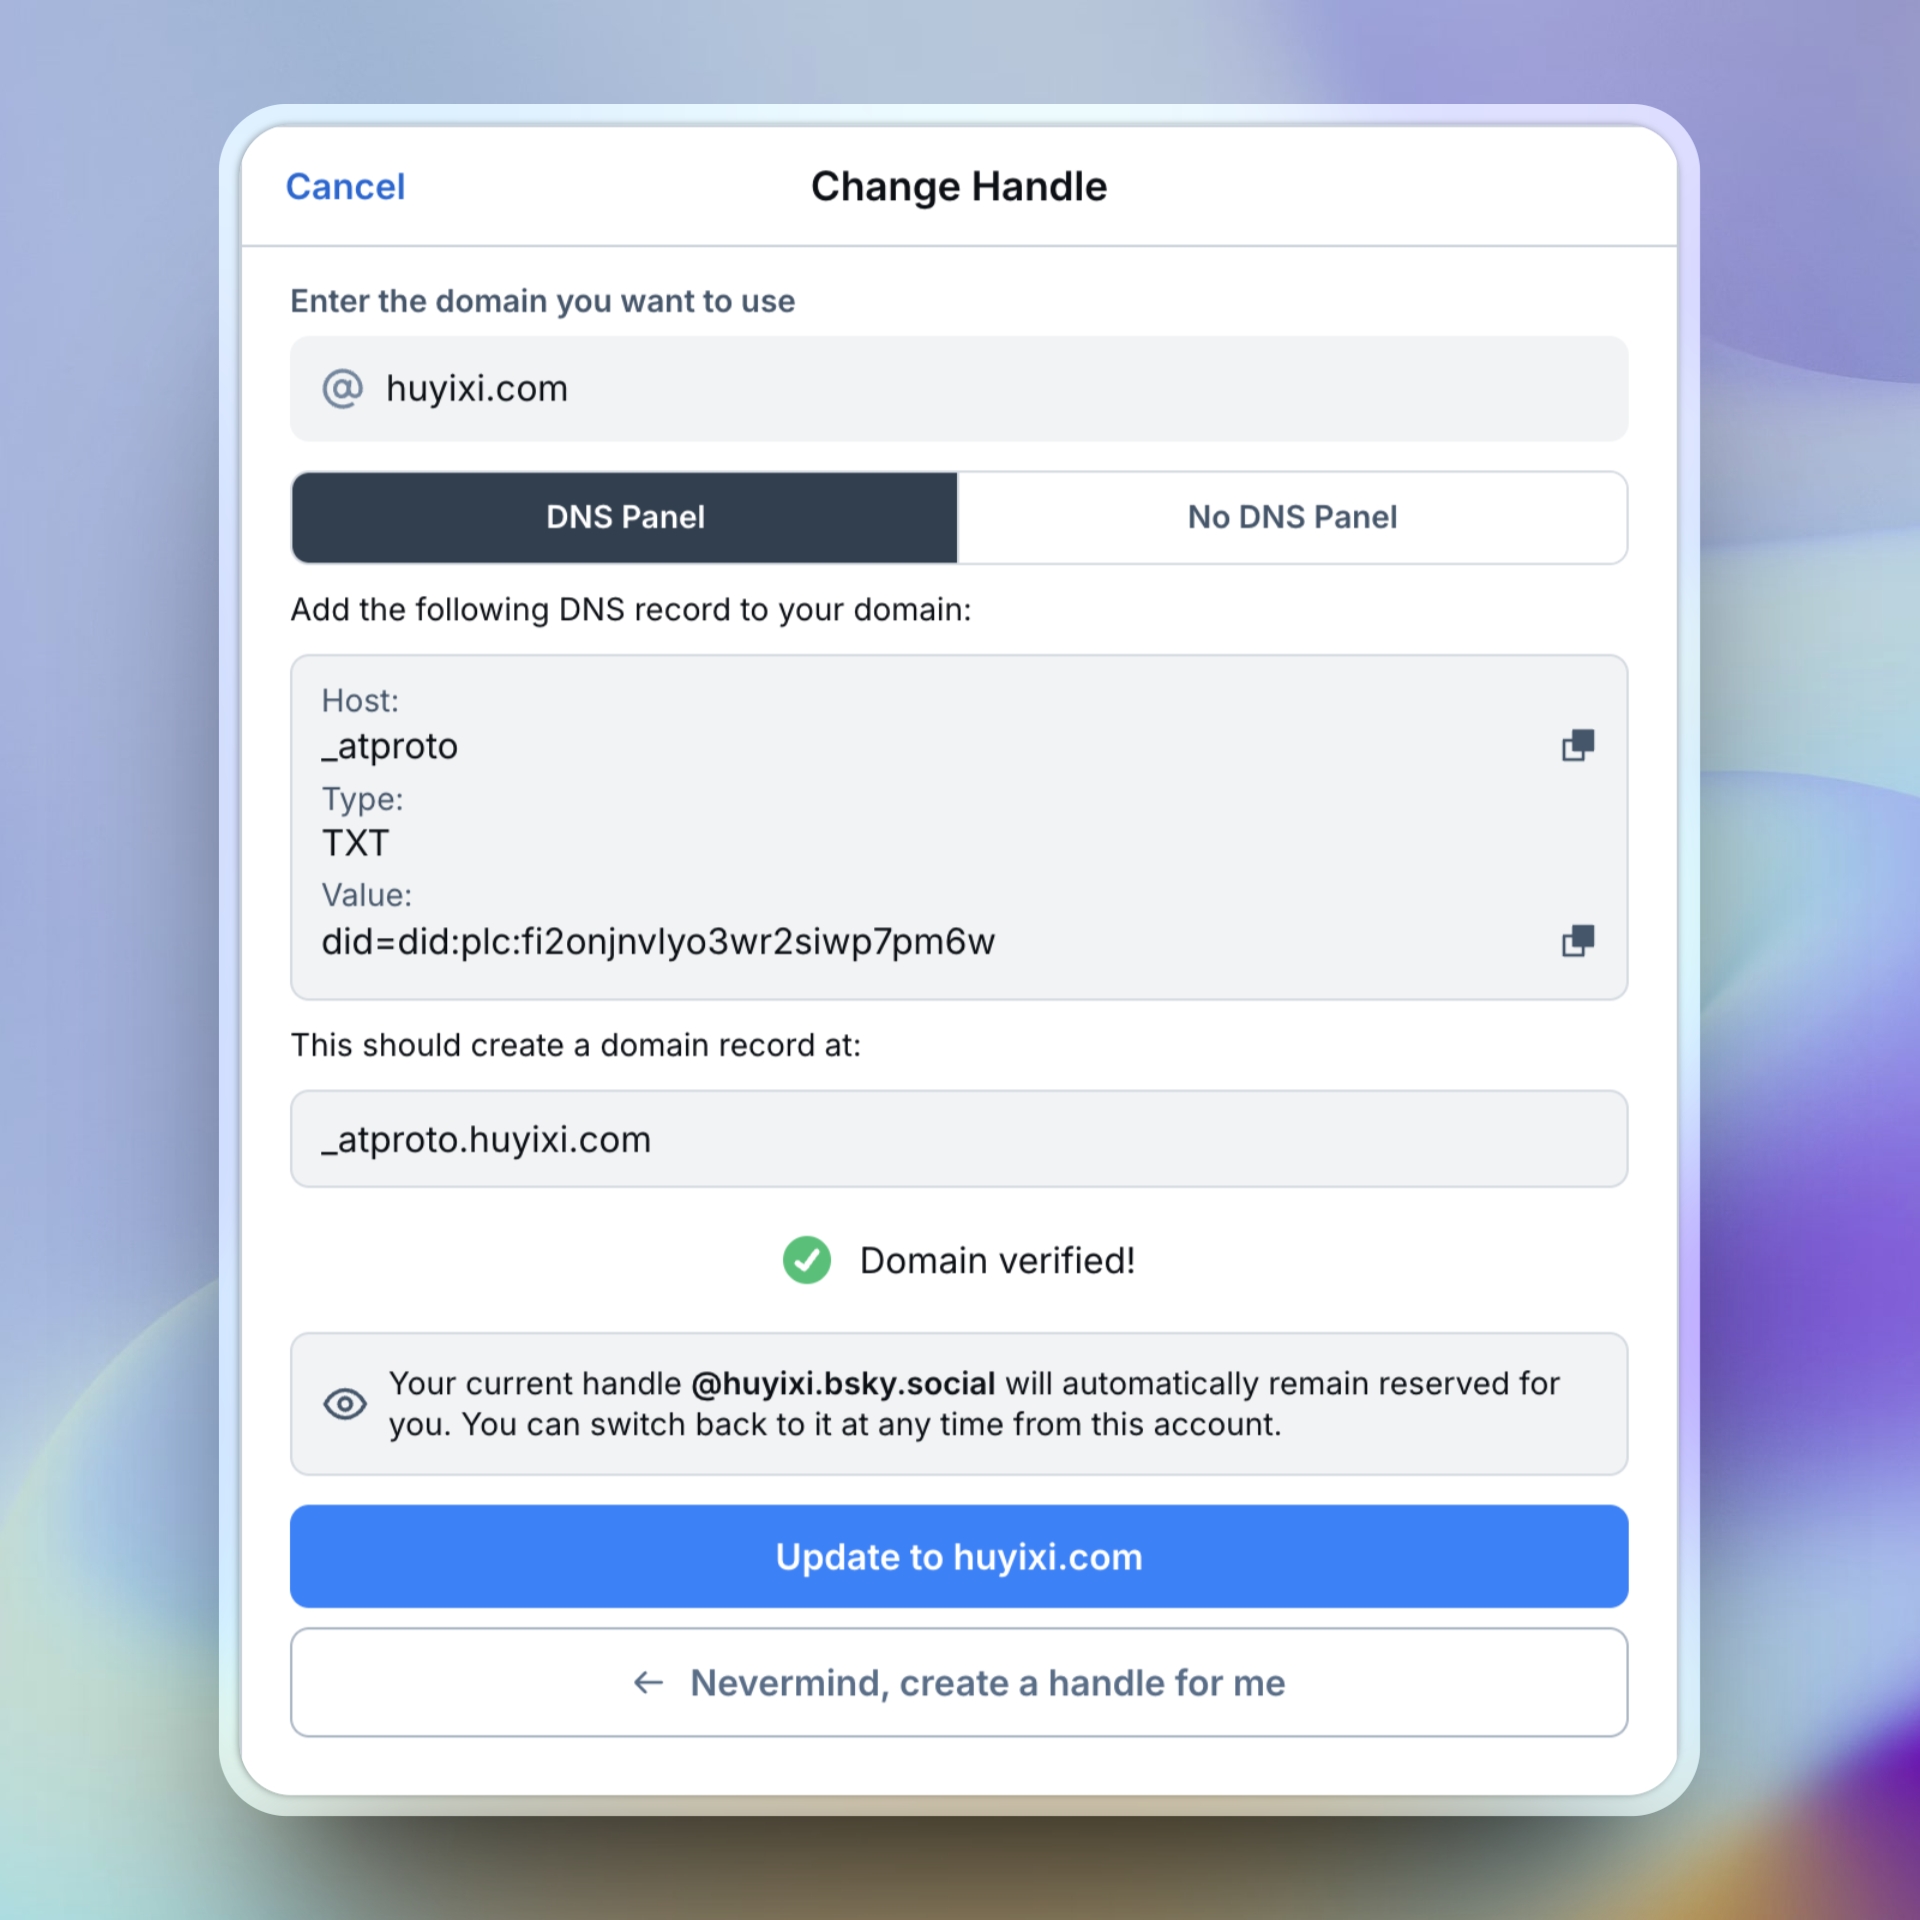 Cancel
Change Handle
Enter the domain you want to use
@ huyixi.com
DNS Panel
No DNS Panel
Add the following DNS record to your domain:
Host:
_atproto
Type:
TXT
Value:
did=did:plc:fi2onjnvlyo3wr2siwp7pm6w
This should create a domain record at:
_atproto.huyixi.com
Domain verified!
Your current handle @huyixi.bsky.social will automatically remain reserved for
you. You can switch back to it at any time from this account.
Update to huyixi.com
← Nevermind, create a handle for me